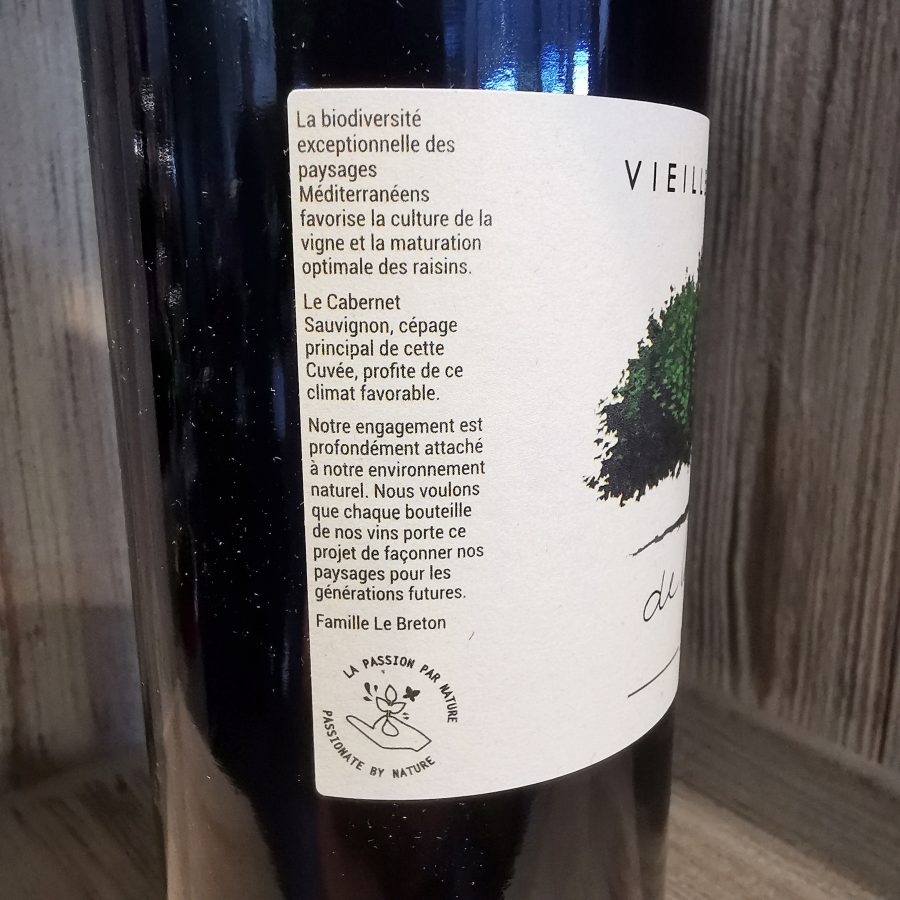 La biodiversité
exceptionnelle des
paysages
Méditerranéens
favorise la culture de la
vigne et la maturation
optimale des raisins.
Le Cabernet
Sauvignon, cépage
principal de cette
Cuvée, profite de ce
climat favorable.
Notre engagement est
profondément attaché
à notre environnement
naturel. Nous voulons
que chaque bouteille
de nos vins porte ce
projet de façonner nos
paysages pour les
générations futures.
Famille Le Breton
LA PASSION PAR NATURE
PASSIONATE BY NATURE
de